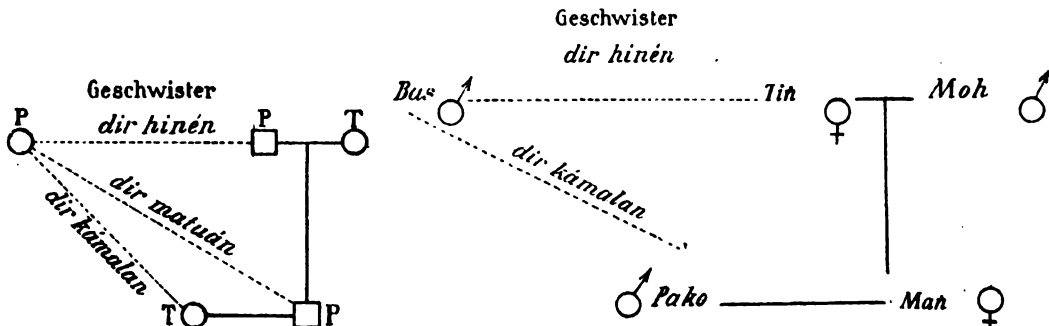 Geschwister
dir hinén
P
P
T
dir matuán
dir kámalan
T
P
Geschwister
dir hinén
Bus
Tin
Moh
dir kámalan
Pako
Man